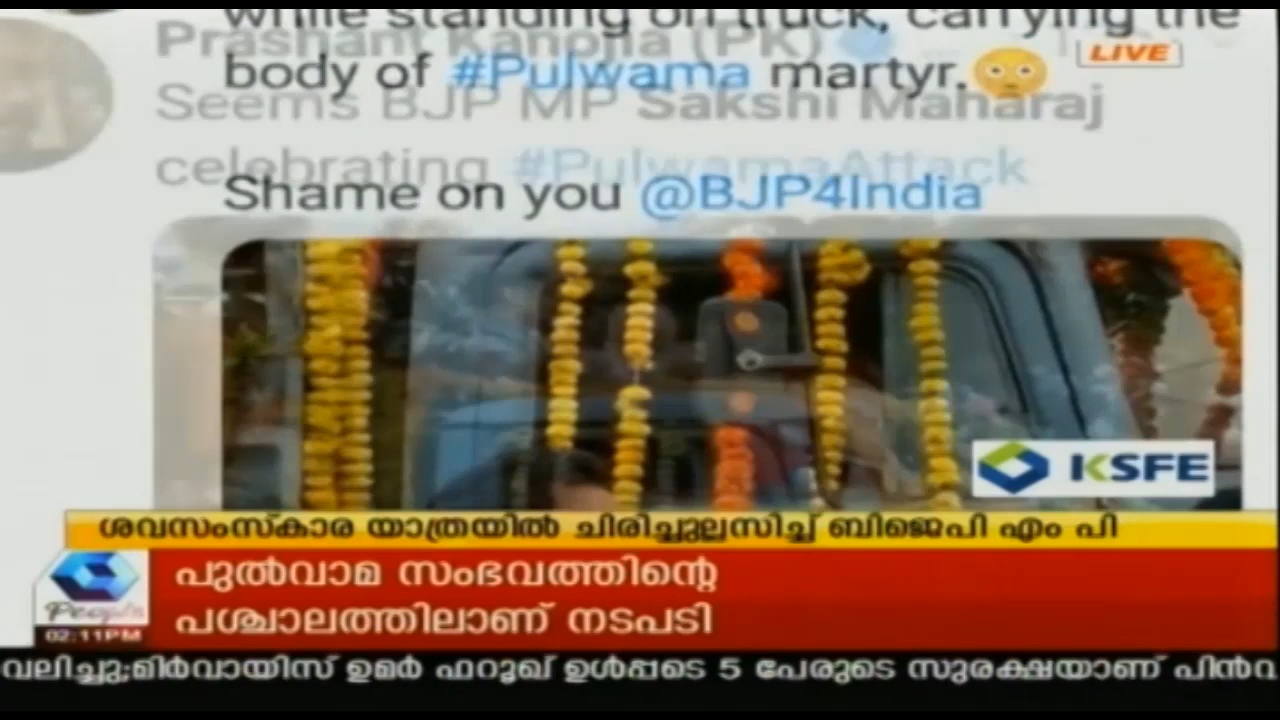 while standing on truck, carrying the
Prashant Kanojia (PK)
body of #Pulwama martyr.😳
LIVE
Seems BJP MP Sakshi Maharaj
celebrating #PulwamaAttack
Shame on you @BJP4India
KSFE
ശവസംസ്കാര യാത്രയിൽ ചിരിച്ചുല്ലസിച്ച് ബിജെപി എം പി
പുൽവാമ സംഭവത്തിന്റെ
പശ്ചാലത്തിലാണ് നടപടി
People
02:11PM
വലിച്ചു;മിർവായിസ് ഉമർ ഫറൂഖ് ഉൾപ്പടെ 5 പേരുടെ സുരക്ഷയാണ് പിൻവ